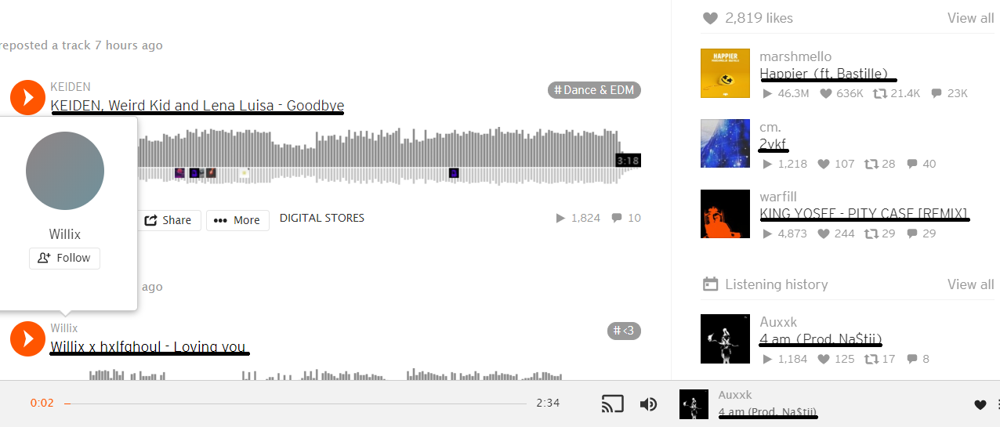 reposted a track 7 hours ago
KEIDEN
KEIDEN, Weird Kid and Lena Luisa - Goodbye
# Dance & EDM
3:18
Share
More
DIGITAL STORES
1,824
10
Willix
Follow
ago
Willix
Willix x hxlfghoul - Loving you
# <3
2,819 likes
View all
marshmello
Happier (ft. Bastille)
46.3M 636K 21.4K 23K
cm.
2vkf
1,218 107 28 40
warfill
KING YOSEF - PITY CASE [REMIX]
4,873 244 29 29
Listening history
View all
Auxxk
4 am (Prod. Na$tii)
1,184 125 17 8
0:02
2:34
Auxxk
4 am (Prod. Na$tii)
HAPPIER